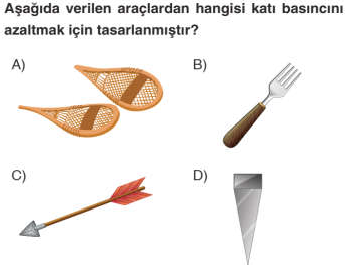 Aşağıda verilen araçlardan hangisi katı basıncını
azaltmak için tasarlanmıştır?
A)
B)
C)
D)